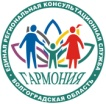 ЕДИНАЯ РЕГИОНАЛЬНАЯ КОНСУЛЬТАЦИОННАЯ СЛУЖБА
ГАРМОНИЯ
ВОЛГОГРАДСКАЯ ОБЛАСТЬ